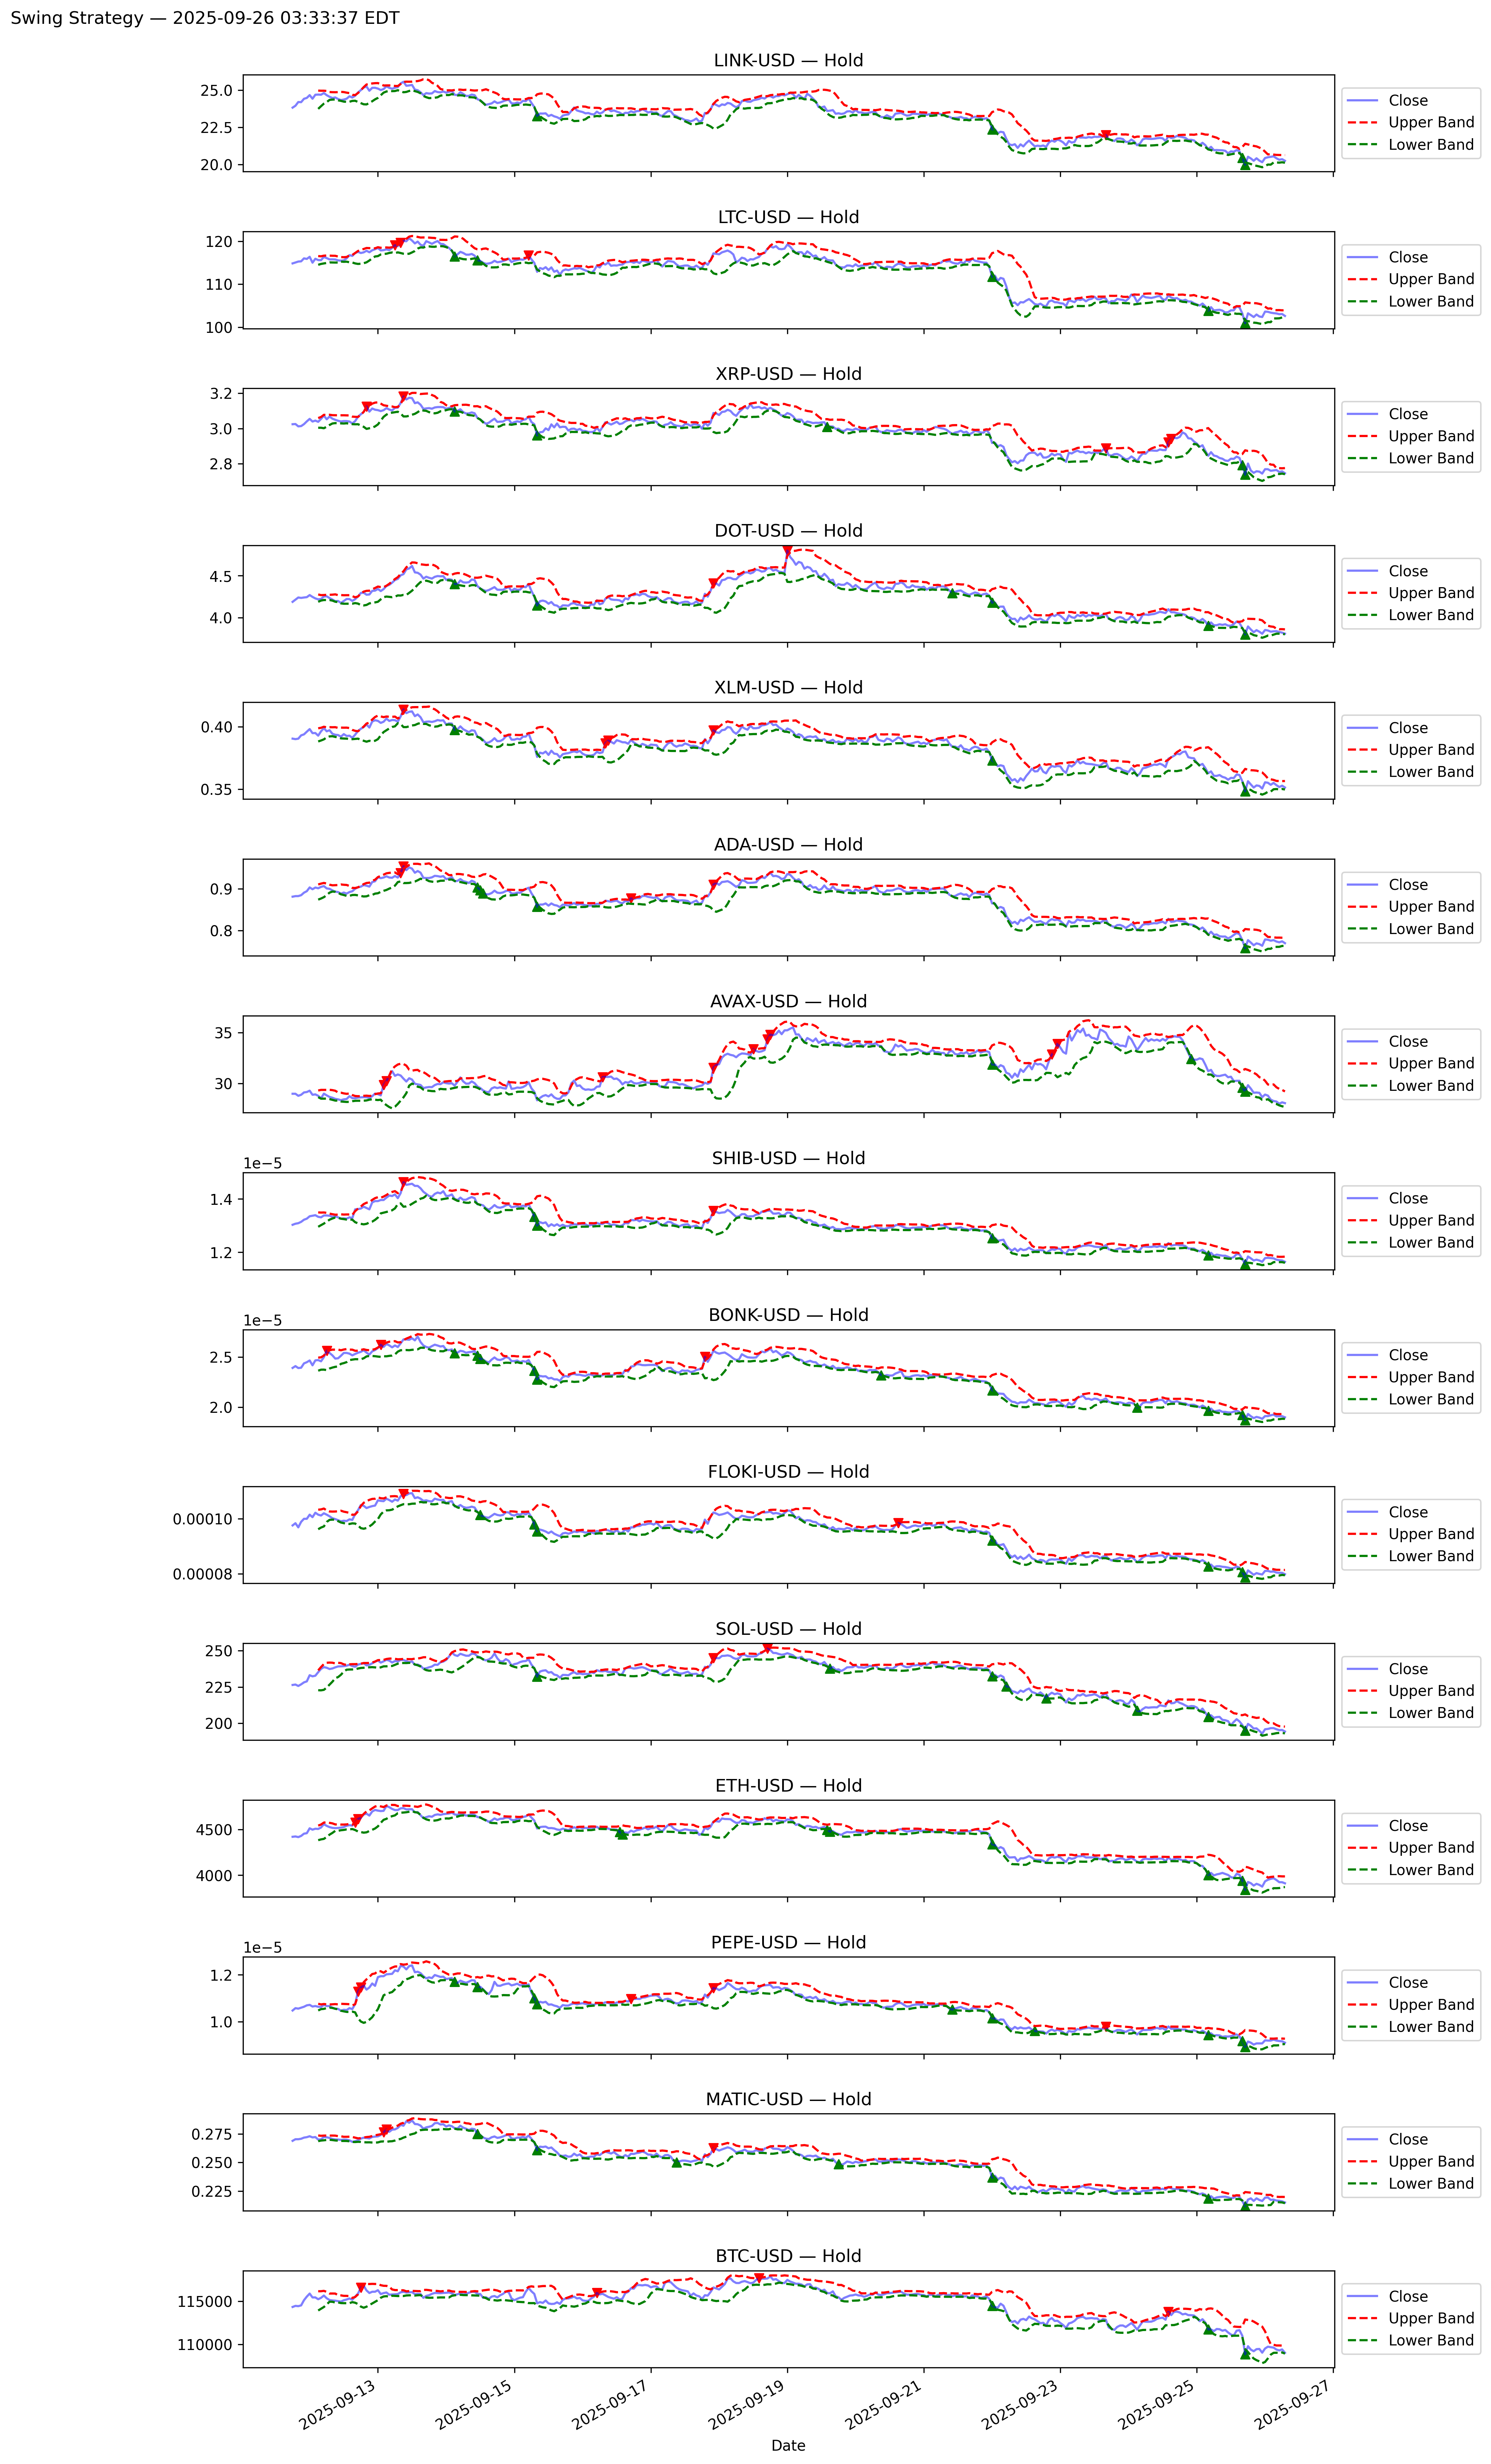 Swing Strategy — 2025-09-26 03:33:37 EDT
LINK-USD — Hold
25.0
22.5
20.0
Close
Upper Band
Lower Band
LTC-USD — Hold
120
110
100
Close
Upper Band
Lower Band
XRP-USD — Hold
3.2
3.0
2.8
Close
Upper Band
Lower Band
DOT-USD — Hold
4.5
4.0
Close
Upper Band
Lower Band
XLM-USD — Hold
0.40
0.35
Close
Upper Band
Lower Band
ADA-USD — Hold
0.9
0.8
Close
Upper Band
Lower Band
AVAX-USD — Hold
35
30
Close
Upper Band
Lower Band
SHIB-USD — Hold
1e−5
1.4
1.2
Close
Upper Band
Lower Band
BONK-USD — Hold
1e−5
2.5
2.0
Close
Upper Band
Lower Band
FLOKI-USD — Hold
0.00010
0.00008
Close
Upper Band
Lower Band
SOL-USD — Hold
250
225
200
Close
Upper Band
Lower Band
ETH-USD — Hold
4500
4000
Close
Upper Band
Lower Band
PEPE-USD — Hold
1e−5
1.2
1.0
Close
Upper Band
Lower Band
MATIC-USD — Hold
0.275
0.250
0.225
Close
Upper Band
Lower Band
BTC-USD — Hold
115000
110000
Close
Upper Band
Lower Band
2025-09-13
2025-09-15
2025-09-17
2025-09-19
2025-09-21
2025-09-23
2025-09-25
2025-09-27
Date